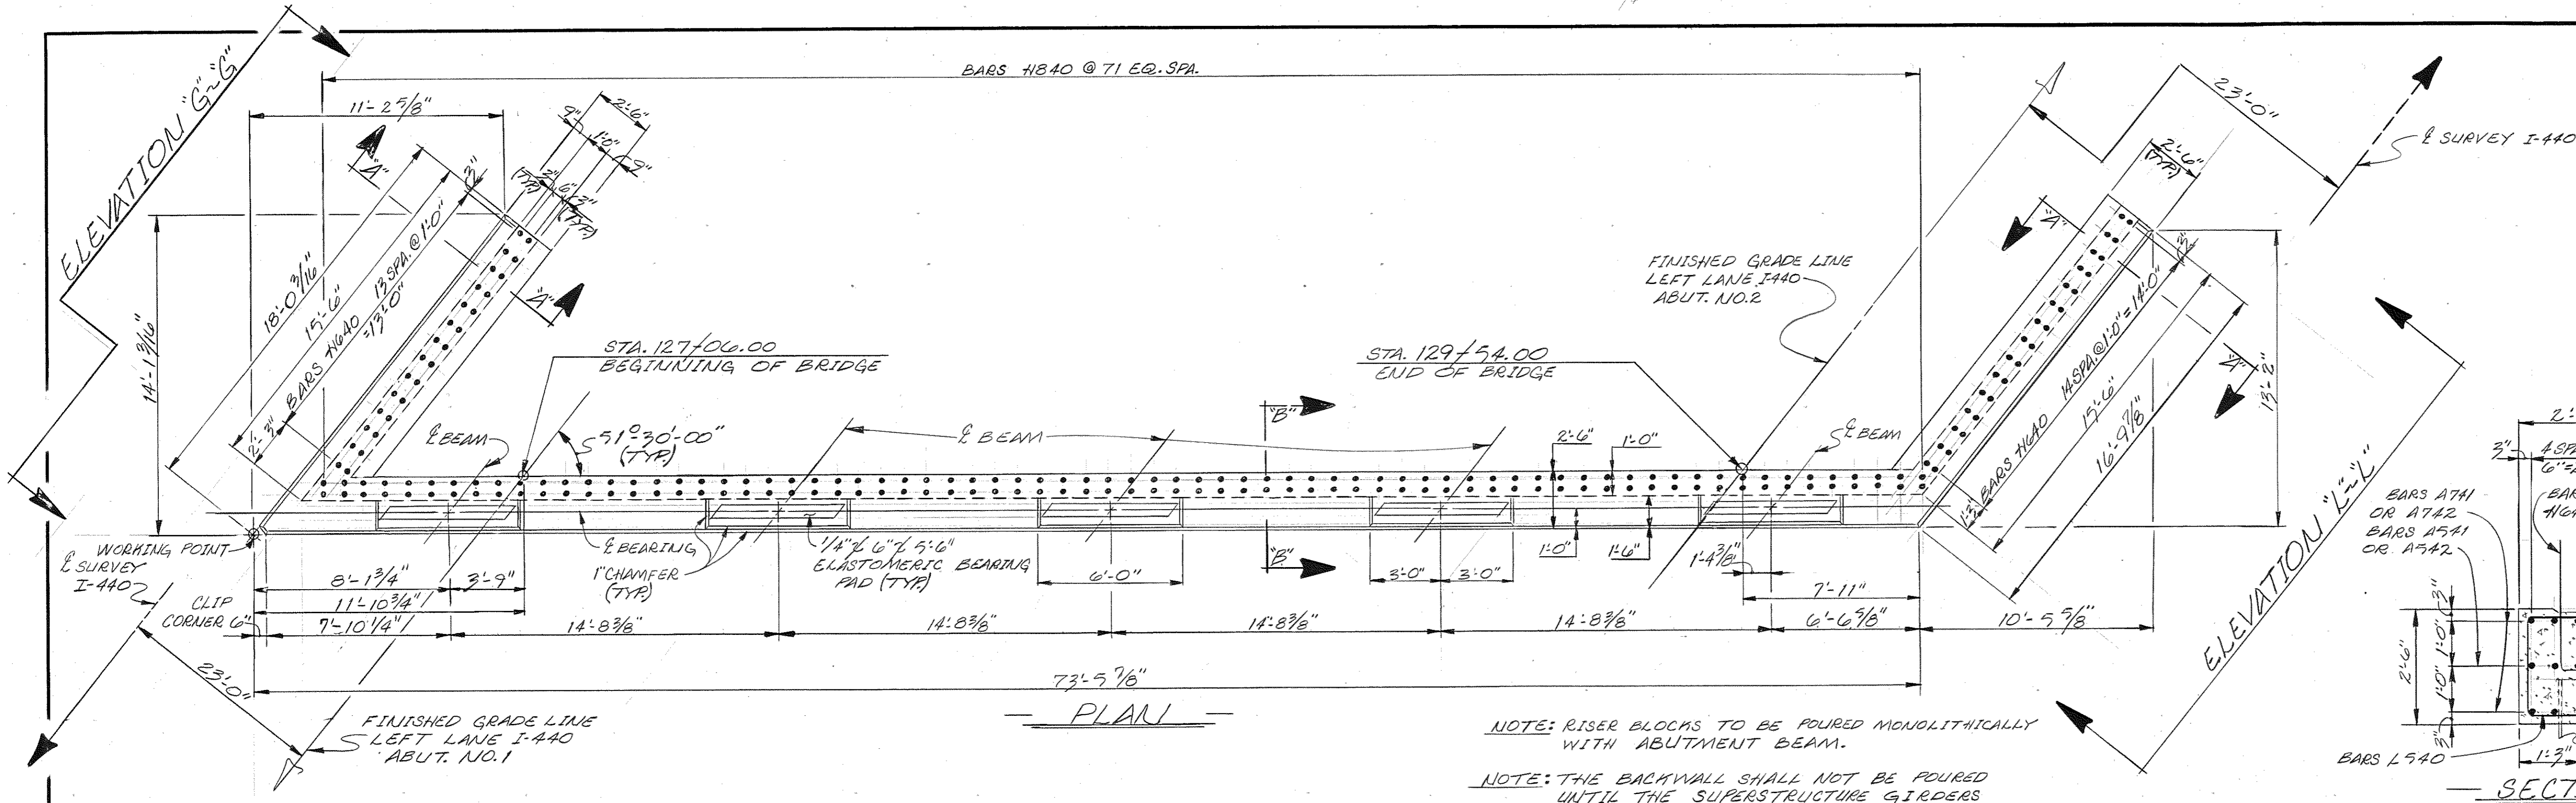 BARS H840 @ 71 EQ. SPA.
ELEVATION "G"-"G"
11'-2 5/8"
2'-6"
9"
1'-0"
9"
2" (TYP.)
6"
3" (TYP.)
"A"
3"
18'-0 3/16"
15'-6"
BARS H640 13 SPA. @ 1'-0"
=13'-0"
2'-3"
14'-1 3/16"
"A"
STA. 127+06.00
BEGINNING OF BRIDGE
℄ BEAM
51°-30'-00"
(TYP.)
℄ BEAM
"B"
STA. 129+54.00
END OF BRIDGE
FINISHED GRADE LINE
LEFT LANE I-440
ABUT. NO.2
℄ BEAM
2'-6"
1'-0"
23'-0"
℄ SURVEY I-440
2'-6"
(TYP.)
"A"
3"
BARS H640 14 SPA. @ 1'-0" = 14'-0"
15'-6"
16'-9 7/8"
1'-3"
"A"
13'-2"
ELEVATION "L"-"L"
WORKING POINT
℄ SURVEY
I-440
CLIP
CORNER 6"
8'-1 3/4"
3'-9"
11'-10 3/4"
7'-10 1/4"
℄ BEARING
1" CHAMFER
(TYP.)
1/4" x 6" x 5'-6"
ELASTOMERIC BEARING
PAD (TYP.)
6'-0"
"B"
3'-0"
3'-0"
1'-0"
1'-6"
1'-4 3/8"
7'-11"
14'-8 3/8"
14'-8 3/8"
14'-8 3/8"
14'-8 3/8"
6'-6 5/8"
10'-5 5/8"
73'-5 7/8"
23'-0"
FINISHED GRADE LINE
LEFT LANE I-440
ABUT. NO.1
PLAN
NOTE: RISER BLOCKS TO BE POURED MONOLITHICALLY
WITH ABUTMENT BEAM.
NOTE: THE BACKWALL SHALL NOT BE POURED
UNTIL THE SUPERSTRUCTURE GIRDERS
3"
BARS A741
OR A742
BARS A541
OR A542
2'-6"
3"
1'-0"
1'-0"
3"
BARS L540
1'-3"